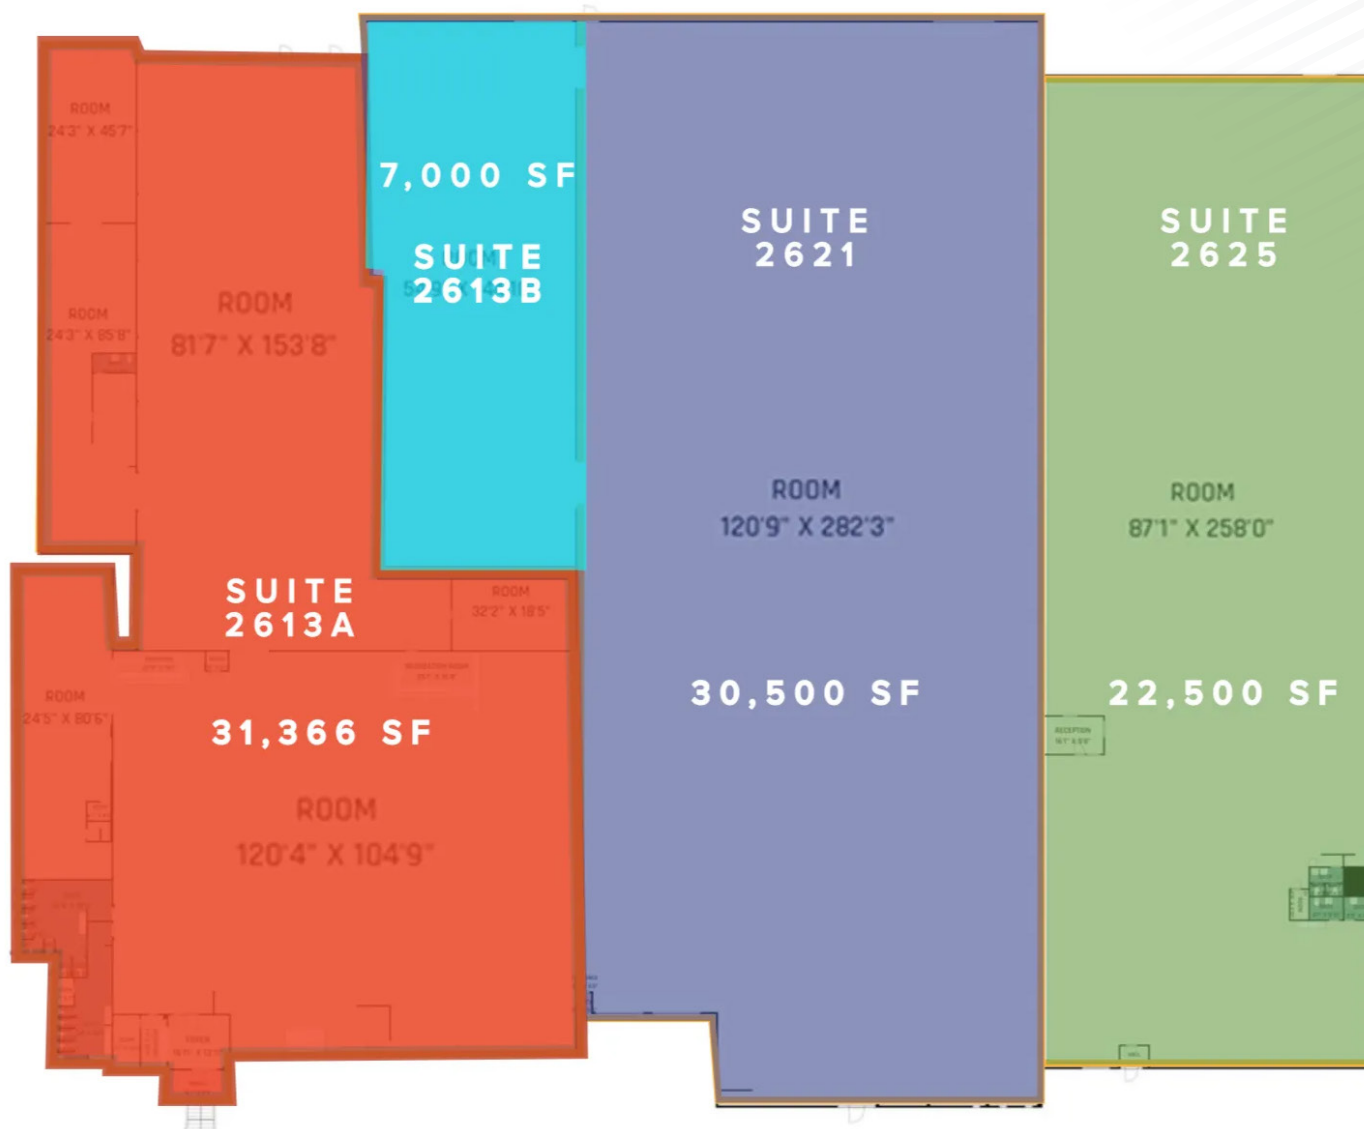 ROOM
24'3" X 45'7"
7,000 SF
SUITE
2613B
SUITE
2621
SUITE
2625
ROOM
81'7" X 153'8"
ROOM
24'3" X 85'8"
ROOM
120'9" X 282'3"
ROOM
87'1" X 258'0"
SUITE
2613A
ROOM
32'2" X 18'5"
ROOM
24'5" X 80'6"
31,366 SF
30,500 SF
22,500 SF
RECEPTION
ROOM
120'4" X 104'9"